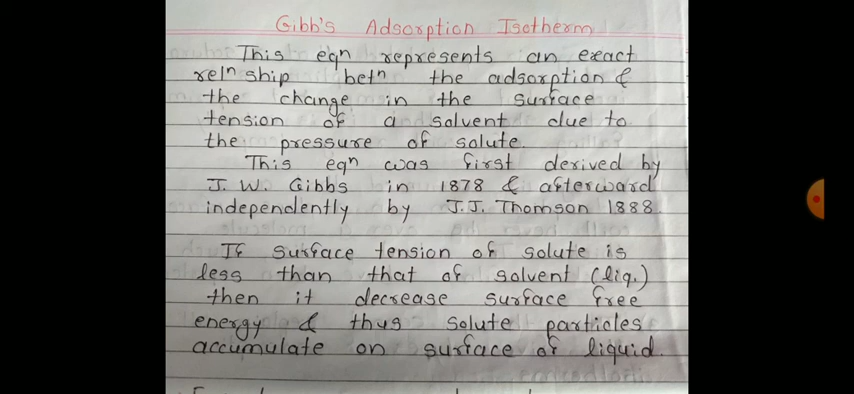 Gibb's Adsorption Isotherm
This eqn represents an exact
reln ship betn the adsorption &
the change in the surface
tension of a solvent due to
the pressure of solute.
This eqn was first derived by
J. W. Gibbs in 1878 & afterward
independently by J.J. Thomson 1888.
If surface tension of solute is
less than that of solvent (liq.)
then it decrease surface free
energy & thus solute particles
accumulate on surface of liquid.